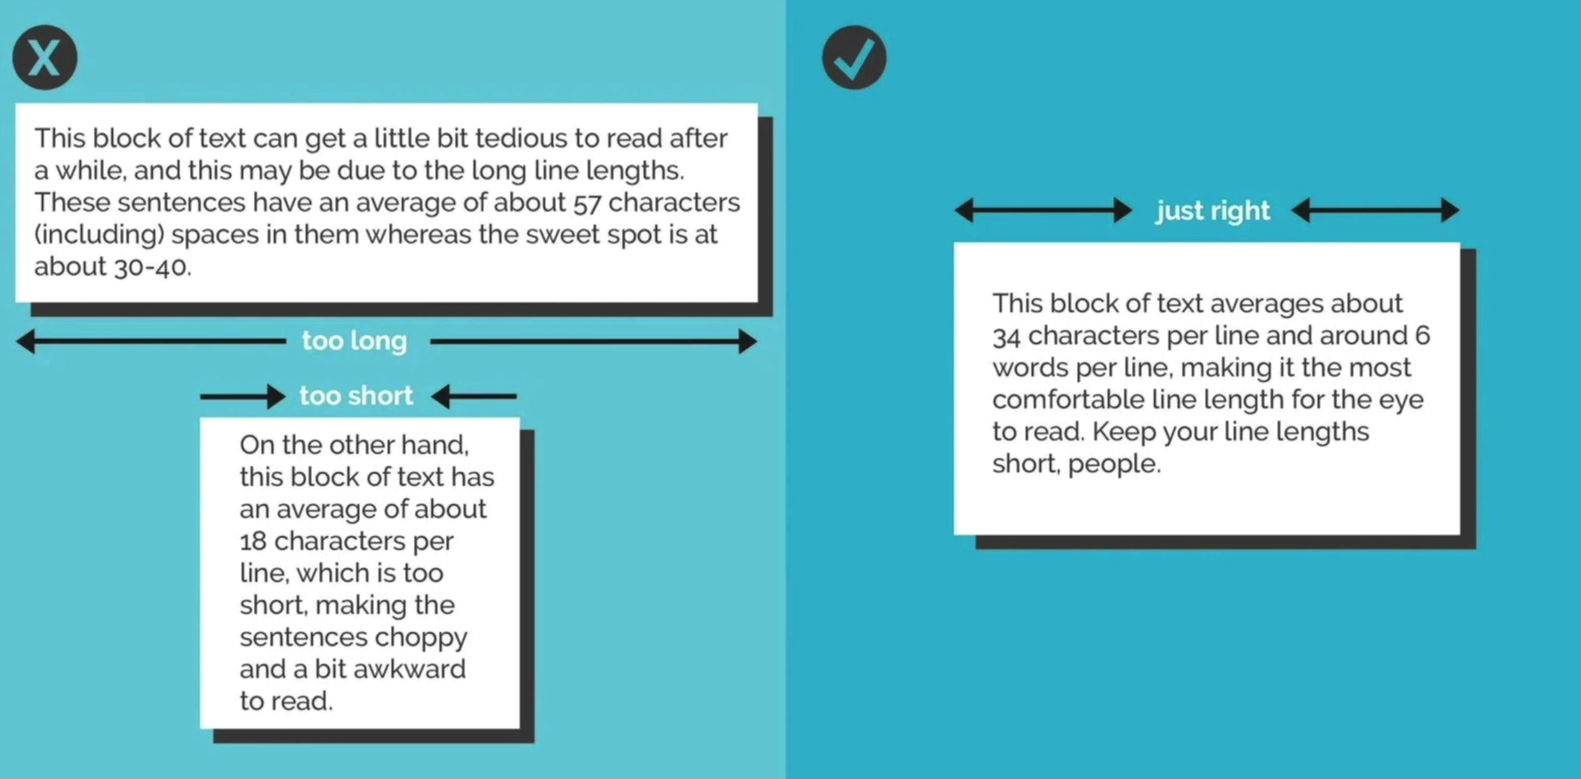 X
This block of text can get a little bit tedious to read after
a while, and this may be due to the long line lengths.
These sentences have an average of about 57 characters
(including) spaces in them whereas the sweet spot is at
about 30-40.
too long
too short
On the other hand,
this block of text has
an average of about
18 characters per
line, which is too
short, making the
sentences choppy
and a bit awkward
to read.
just right
This block of text averages about
34 characters per line and around 6
words per line, making it the most
comfortable line length for the eye
to read. Keep your line lengths
short, people.